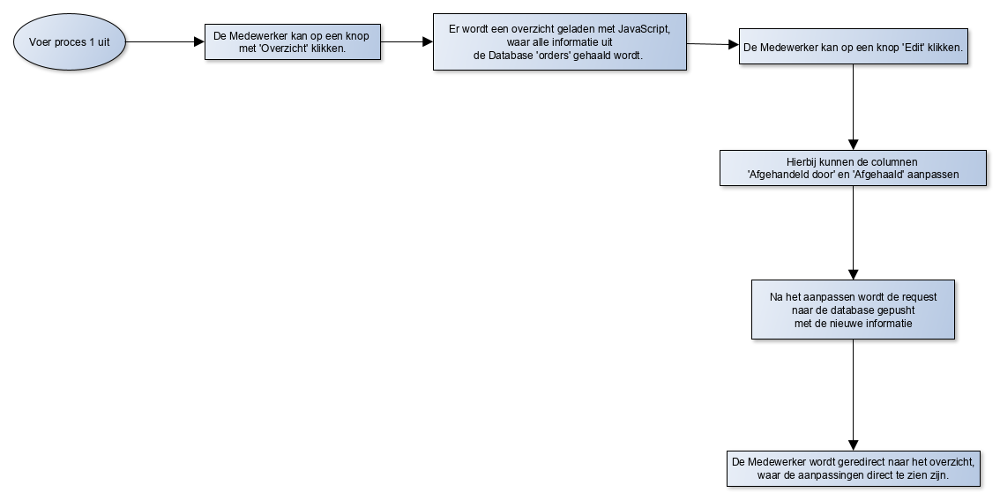 Voer proces 1 uit
De Medewerker kan op een knop
met 'Overzicht' klikken.
Er wordt een overzicht geladen met JavaScript,
waar alle informatie uit
de Database 'orders' gehaald wordt.
De Medewerker kan op een knop 'Edit' klikken.
Hierbij kunnen de columnen
'Afgehandeld door' en 'Afgehaald' aanpassen
Na het aanpassen wordt de request
naar de database gepusht
met de nieuwe informatie
De Medewerker wordt geredirect naar het overzicht,
waar de aanpassingen direct te zien zijn.